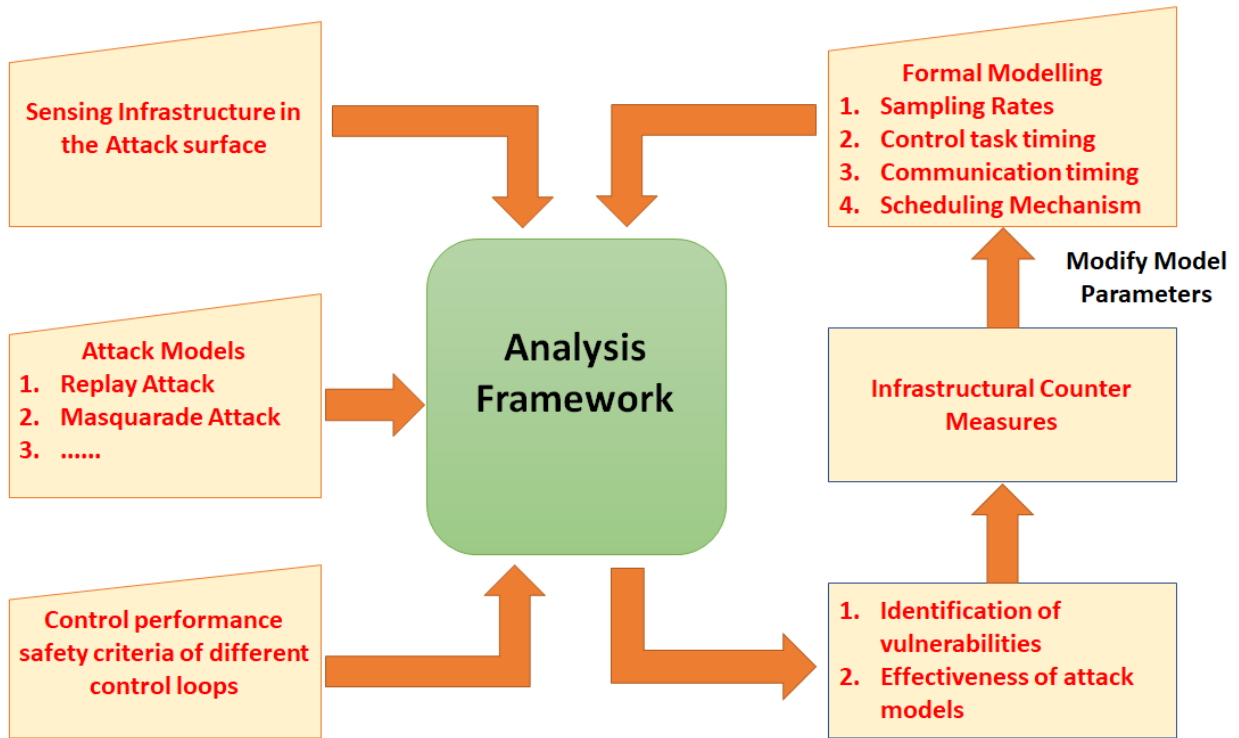 Sensing Infrastructure in
the Attack surface
Formal Modelling
1. Sampling Rates
2. Control task timing
3. Communication timing
4. Scheduling Mechanism
Modify Model
Parameters
Attack Models
1. Replay Attack
2. Masquarade Attack
3. ......
Analysis
Framework
Infrastructural Counter
Measures
Control performance
safety criteria of different
control loops
1. Identification of
vulnerabilities
2. Effectiveness of attack
models